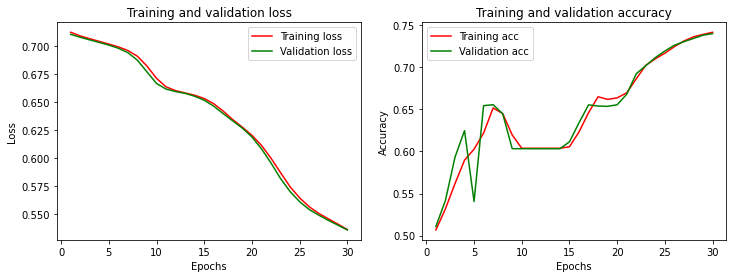 Training and validation loss
Training loss
Validation loss
0.700
0.675
0.650
0.625
0.600
0.575
0.550
Loss
0
5
10
15
20
25
30
Epochs
Training and validation accuracy
Training acc
Validation acc
0.75
0.70
0.65
0.60
0.55
0.50
Accuracy
0
5
10
15
20
25
30
Epochs